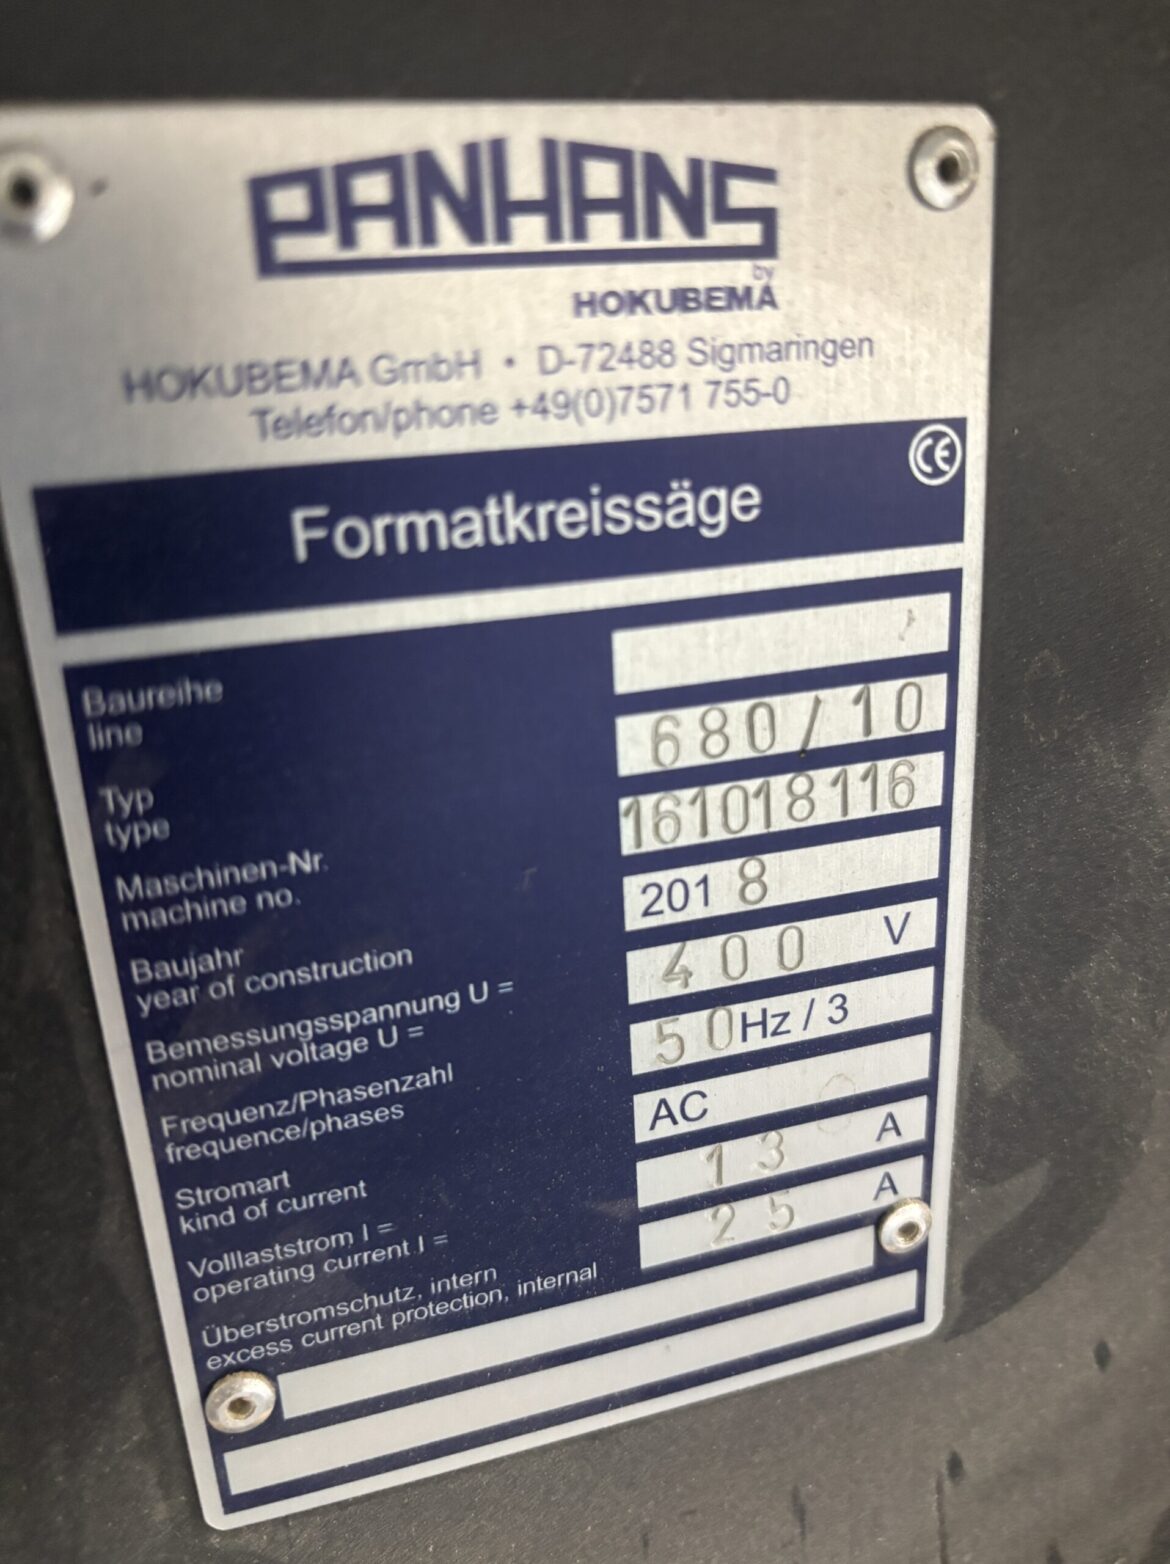 PANHANS
by
HOKUBEMA
HOKUBEMA GmbH • D-72488 Sigmaringen
Telefon/phone +49(0)7571 755-0
CE
Formatkreissäge
Baureihe
line
Typ
type
680/10
Maschinen-Nr.
machine no.
161018116
Baujahr
year of construction
2018
Bemessungsspannung U =
nominal voltage U =
400 V
Frequenz/Phasenzahl
frequence/phases
50Hz / 3
Stromart
kind of current
AC
Volllaststrom I =
operating current I =
13 A
Überstromschutz, intern
excess current protection, internal
25 A